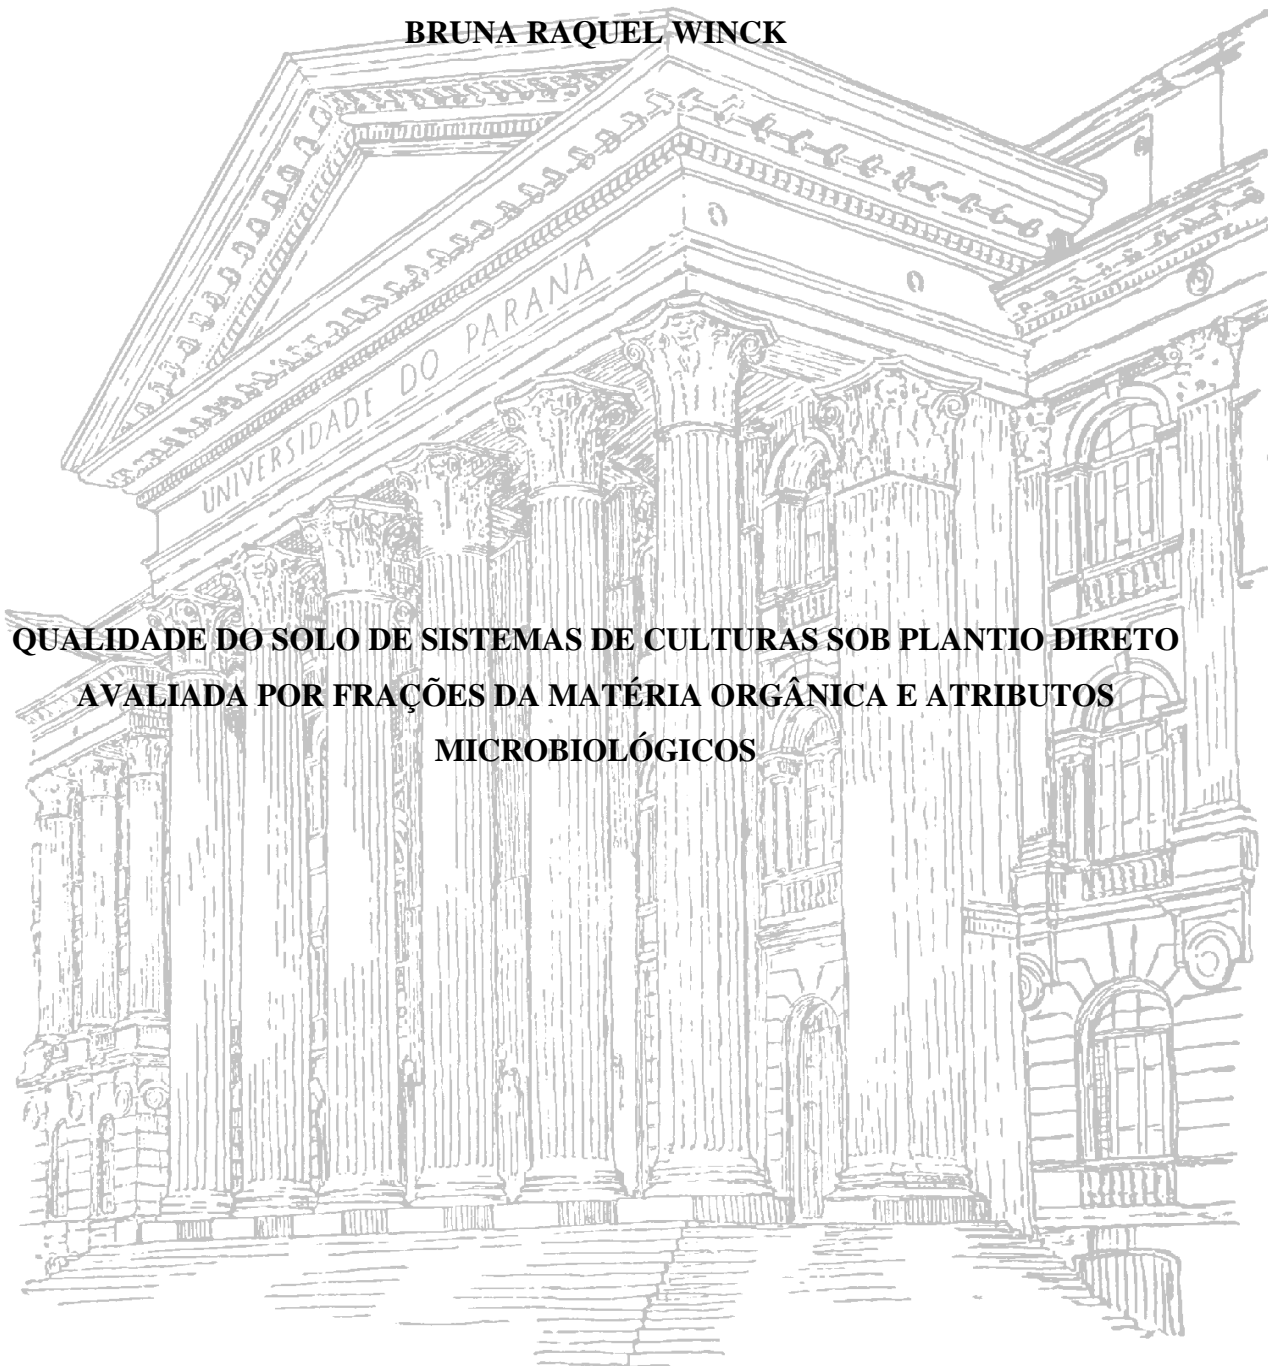 BRUNA RAQUEL WINCK
UNIVERSIDADE DO PARANÁ
QUALIDADE DO SOLO DE SISTEMAS DE CULTURAS SOB PLANTIO DIRETO
AVALIADA POR FRAÇÕES DA MATÉRIA ORGÂNICA E ATRIBUTOS
MICROBIOLÓGICOS